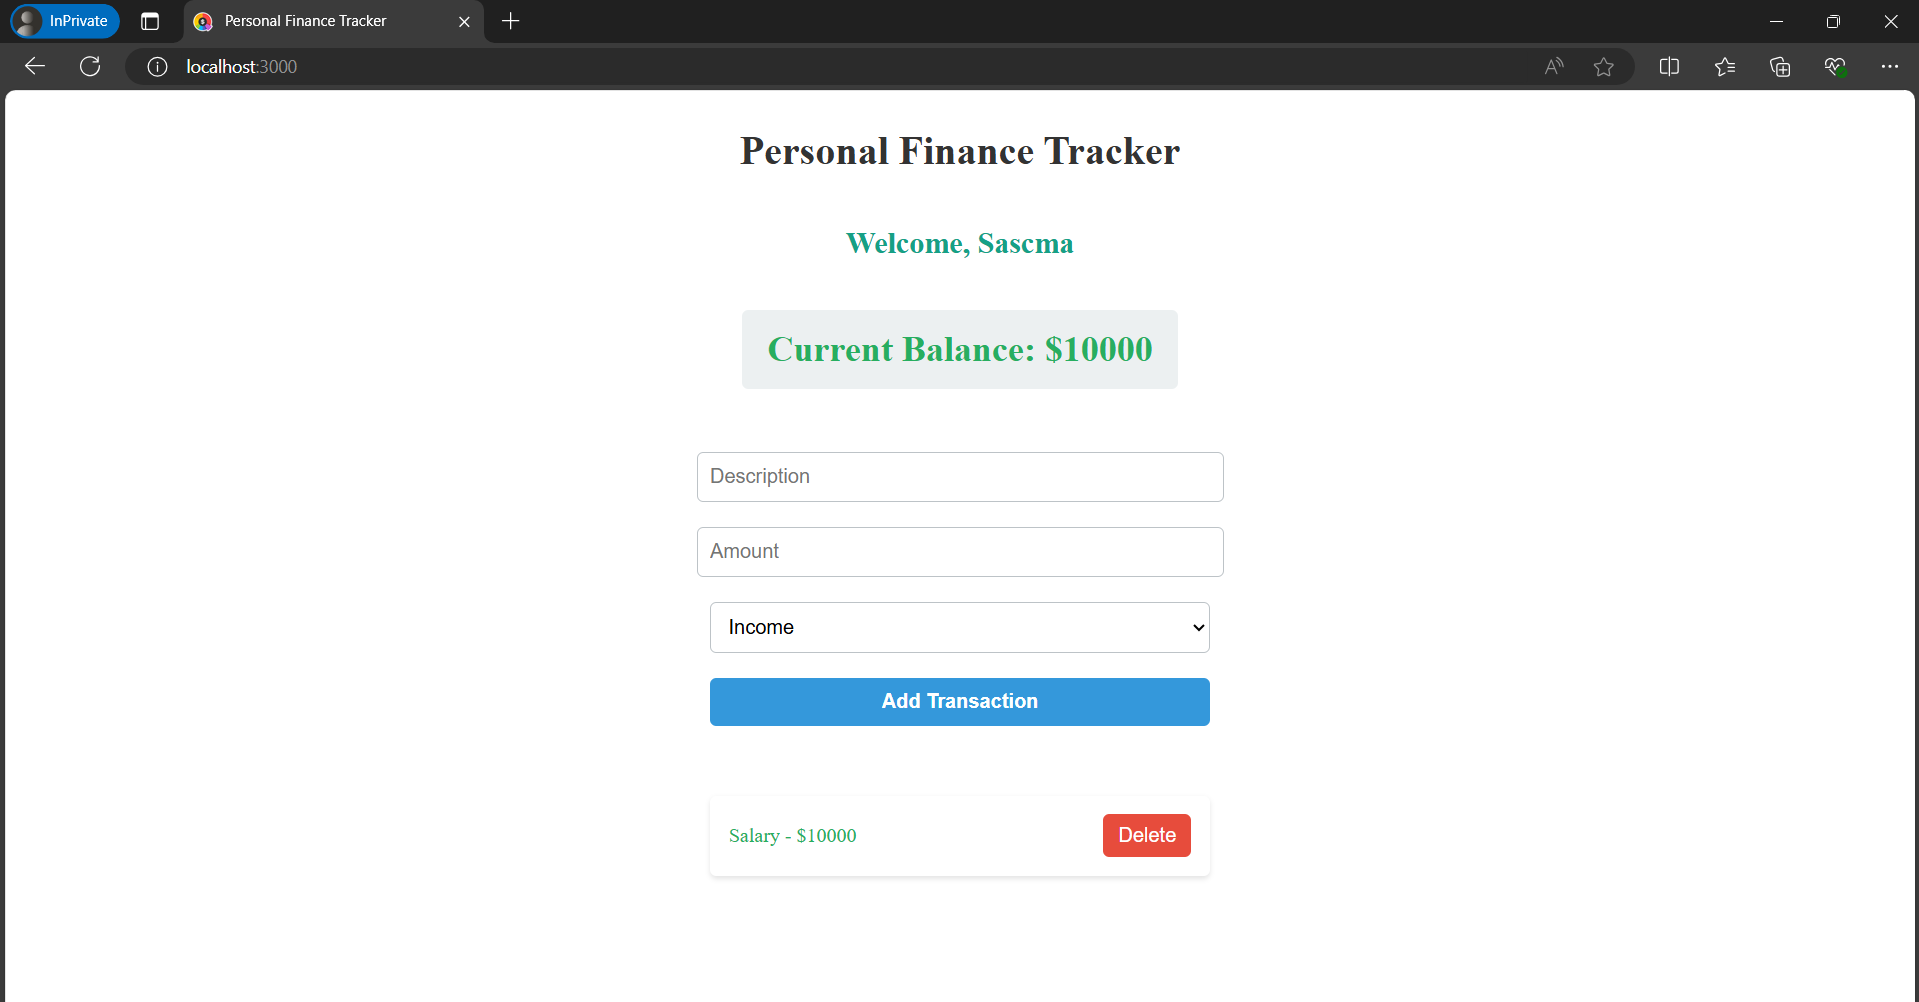 InPrivate
Personal Finance Tracker
localhost:3000
Personal Finance Tracker
Welcome, Sascma
Current Balance: $10000
Description
Amount
Income
Add Transaction
Salary - $10000
Delete